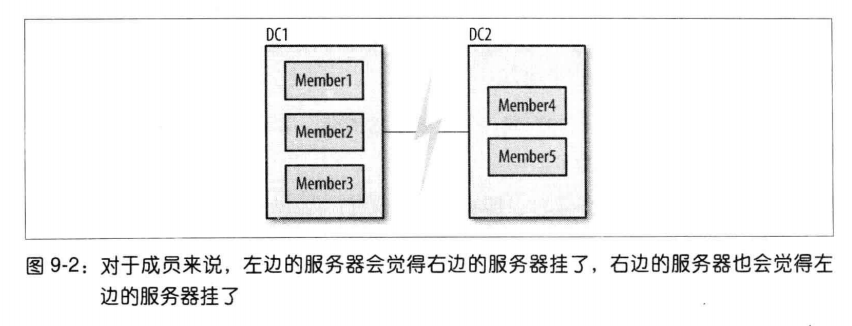 DC1 DC2
Member1
Member4
Member2
Member5
Member3
图 9-2：对于成员来说，左边的服务器会觉得右边的服务器挂了，右边的服务器也会觉得左
边的服务器挂了